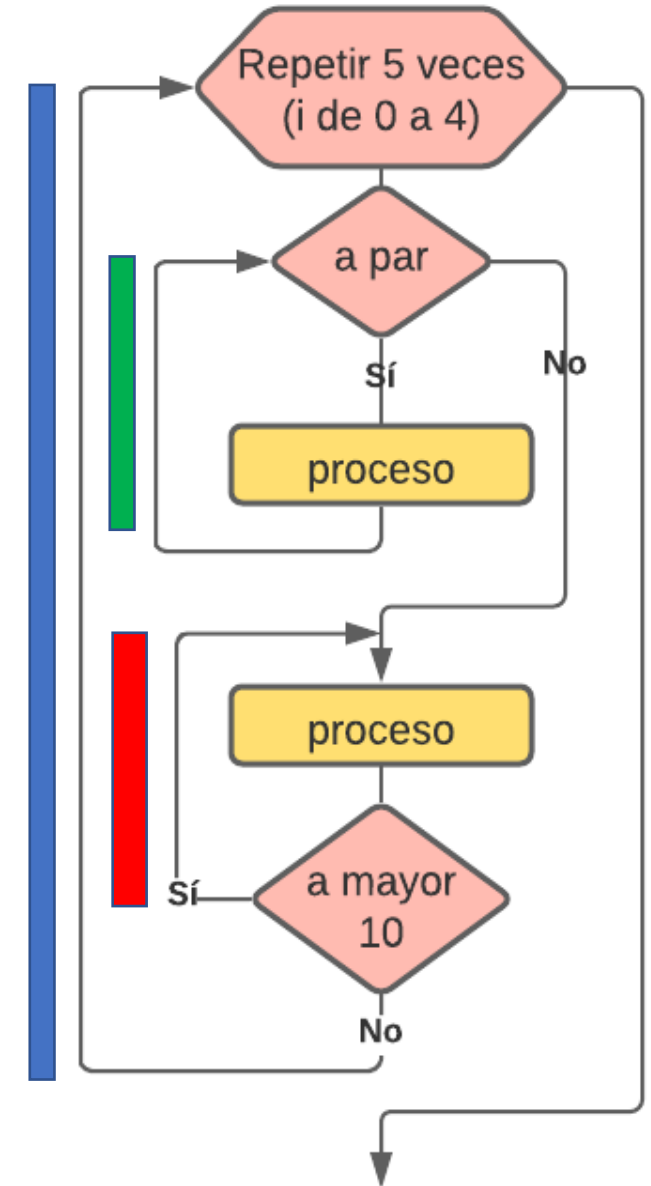 Repetir 5 veces
(i de 0 a 4)
a par
Sí
No
proceso
proceso
a mayor
10
Sí
No